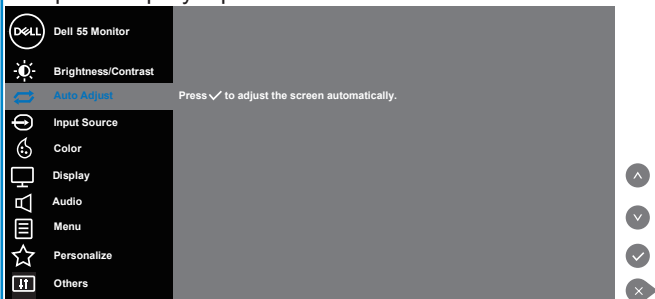 DELL
Dell 55 Monitor
Brightness/Contrast
Auto Adjust
Press ✓ to adjust the screen automatically.
Input Source
Color
Display
Audio
Menu
Personalize
Others